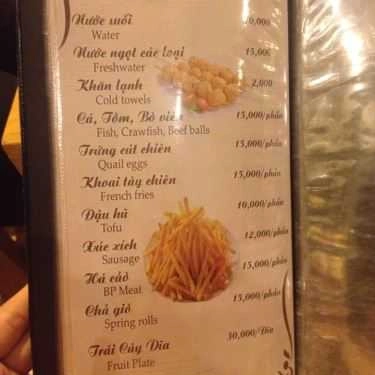 Nước suối 10,000
Water
Nước ngọt các loại 15,000
Freshwater
Khăn lạnh 2,000
Cold towels
Cá, Tôm, Bò viên 15,000/phần
Fish, Crawfish, Beef balls
Trứng cút chiên 15,000/phần
Quail eggs
Khoai tây chiên 15,000/phần
French fries
Đậu hũ 10,000/phần
Tofu
Xúc xích 12,000/phần
Sausage
Há cảo 15,000/phần
BP Meat
Chả giò 15,000/phần
Spring rolls
Trái Cây Dĩa 30,000/Dĩa
Fruit Plate